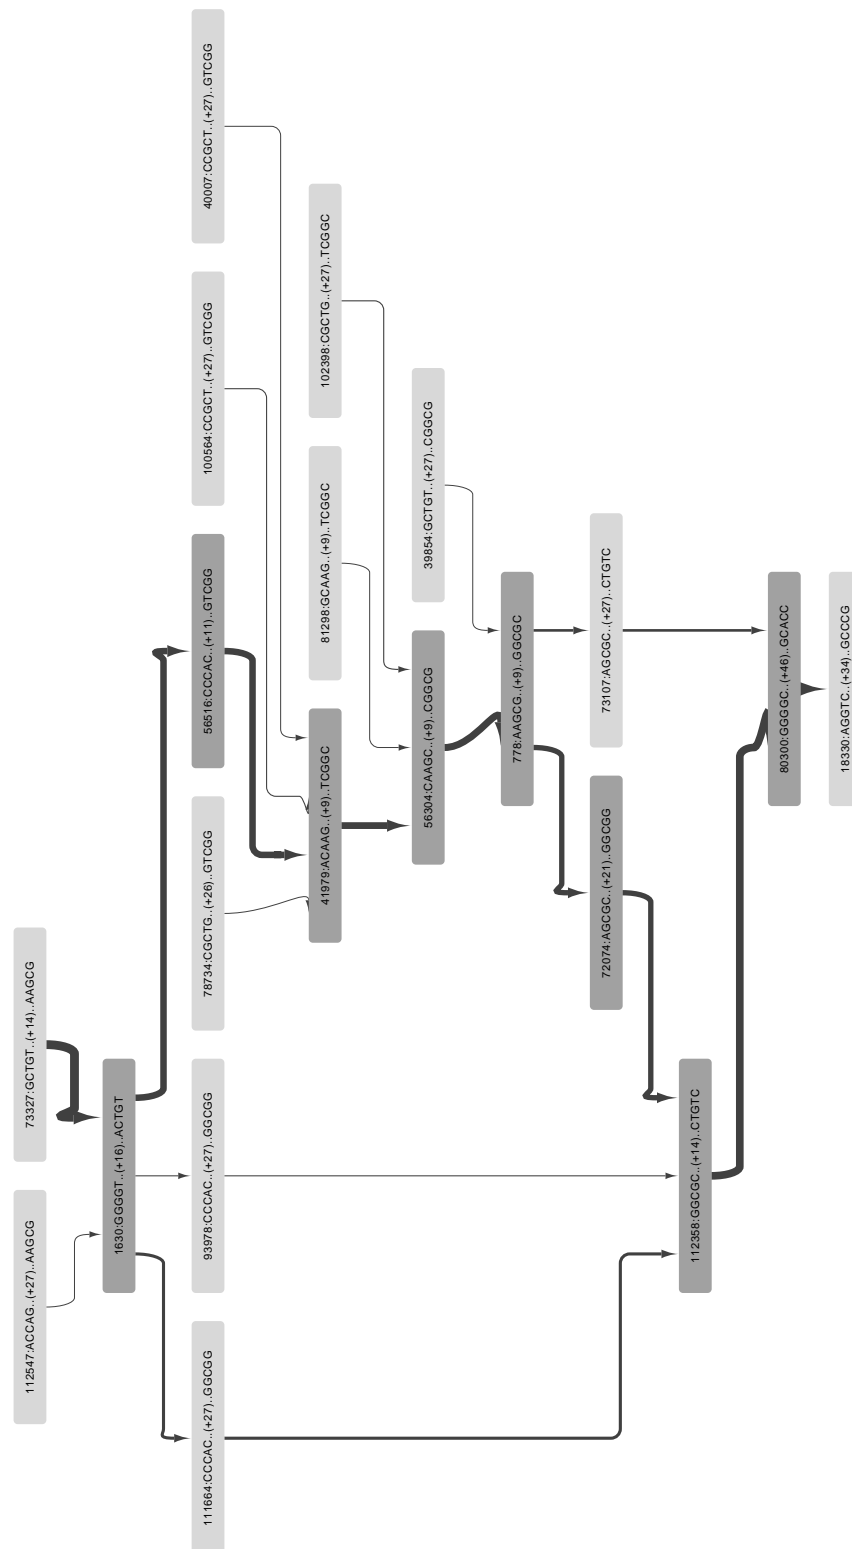 112547:ACCAG..(+27)..AAGCG
73327:GCTGT..(+14)..AAGCG
1630:GGGGT..(+16)..ACTGT
111664:CCCAC..(+27)..GGCGG
93978:CCCAC..(+27)..GGCGG
78734:CGCTG..(+26)..GTCGG
56516:CCCAC..(+11)..GTCGG
100564:CCGCT..(+27)..GTCGG
40007:CCGCT..(+27)..GTCGG
41979:ACAAG..(+9)..TCGGC
81298:GCAAG..(+9)..TCGGC
102398:CGCTG..(+27)..TCGGC
56304:CAAGC..(+9)..CGGCG
39854:GCTGT..(+27)..CGGCG
778:AAGCG..(+9)..GGCGC
72074:AGCGC..(+21)..GGCGG
73107:AGCGC..(+27)..CTGTC
112358:GGCGC..(+14)..CTGTC
80300:GGGGC..(+46)..GCACC
18330:AGGTC..(+34)..GCCCG